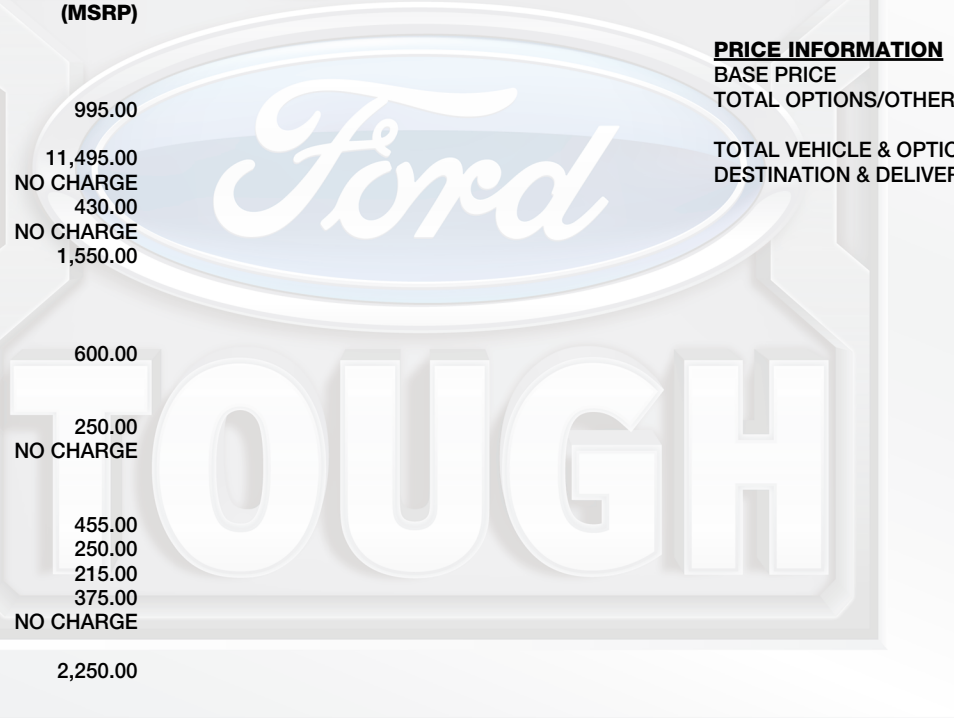 (MSRP)
995.00
11,495.00
NO CHARGE
430.00
NO CHARGE
1,550.00
600.00
250.00
NO CHARGE
455.00
250.00
215.00
375.00
NO CHARGE
2,250.00
PRICE INFORMATION
BASE PRICE
TOTAL OPTIONS/OTHER
TOTAL VEHICLE & OPTIO
DESTINATION & DELIVER
Ford
TOUGH